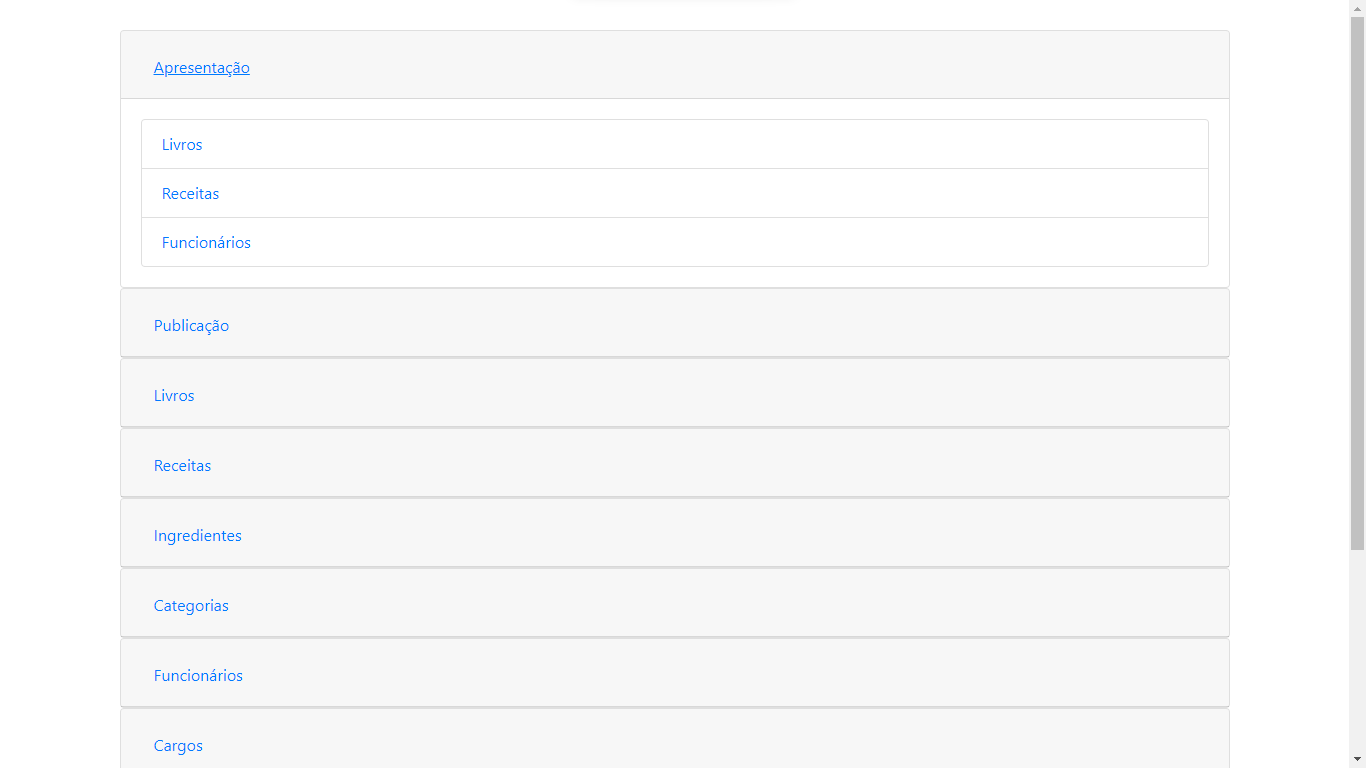 Apresentação
Livros
Receitas
Funcionários
Publicação
Livros
Receitas
Ingredientes
Categorias
Funcionários
Cargos